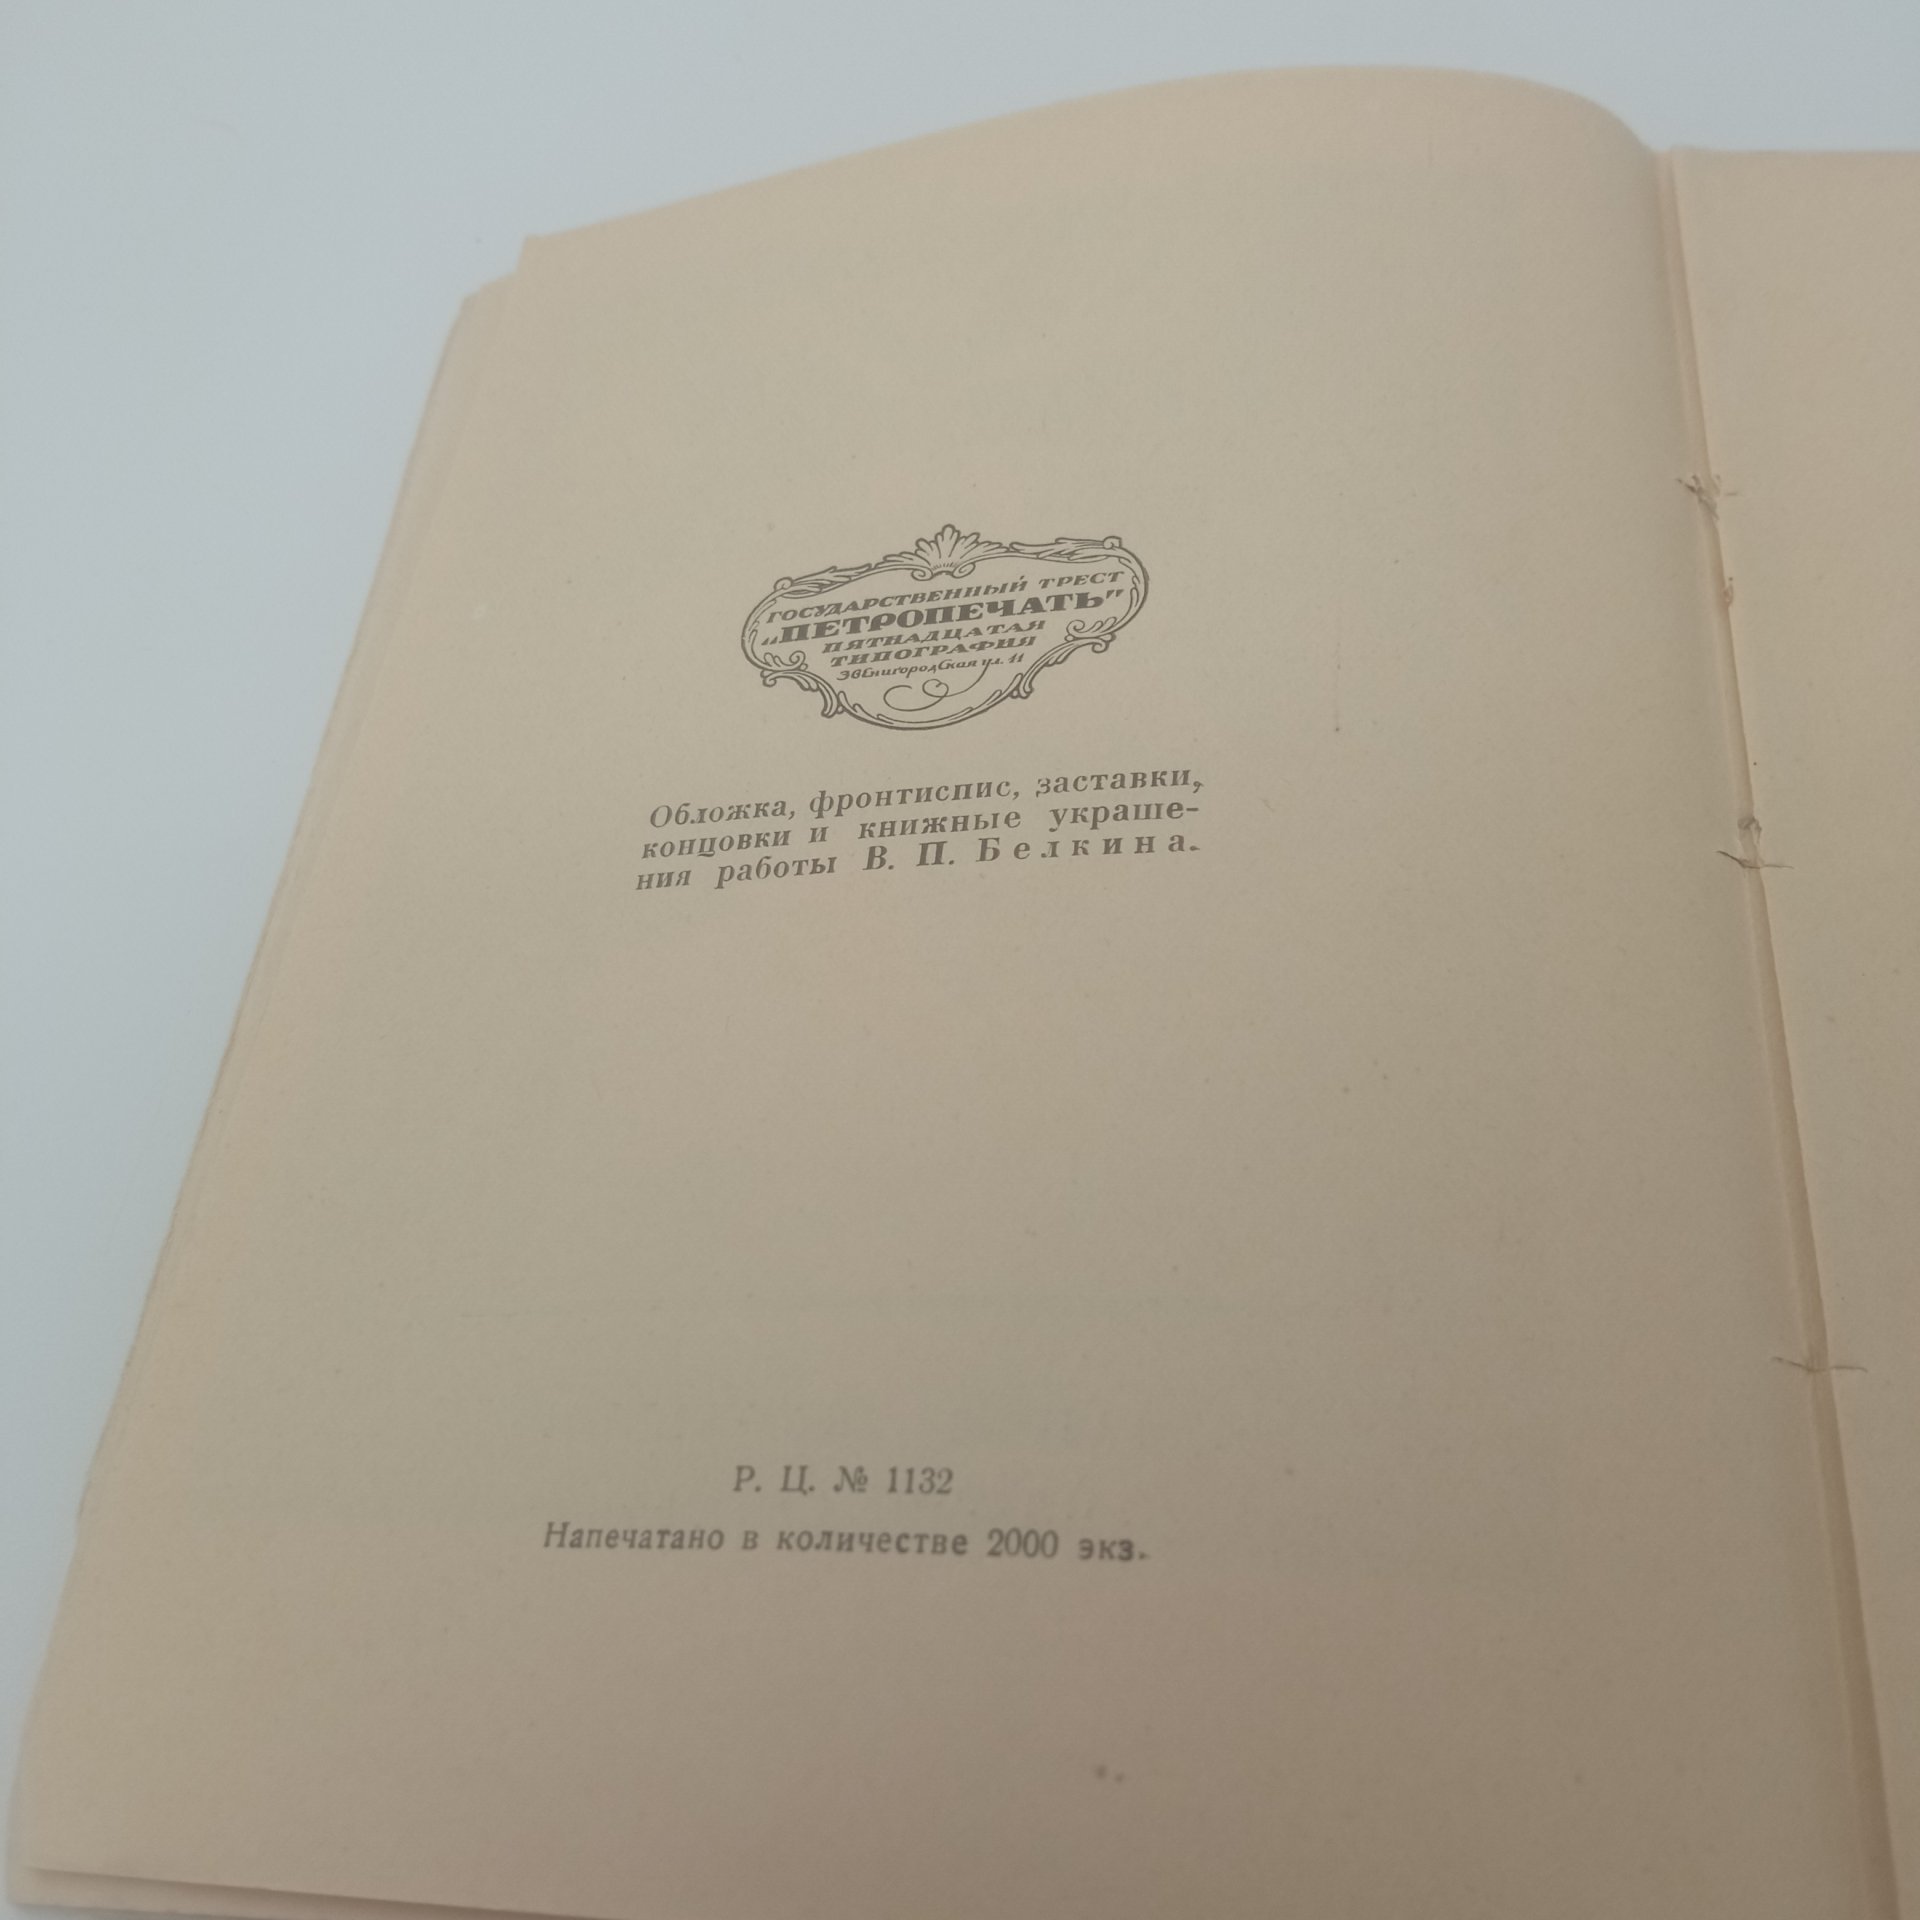 ГОСУДАРСТВЕННЫЙ ТРЕСТ
„ПЕТРОПЕЧАТЬ"
ПЯТНАДЦАТАЯ
ТИПОГРАФИЯ
ЗВЕнигородСкая ул. 11
Обложка, фронтиспис, заставки,
концовки и книжные украше-
ния работы В. П. Белкина.
Р. Ц. № 1132
Напечатано в количестве 2000 экз.